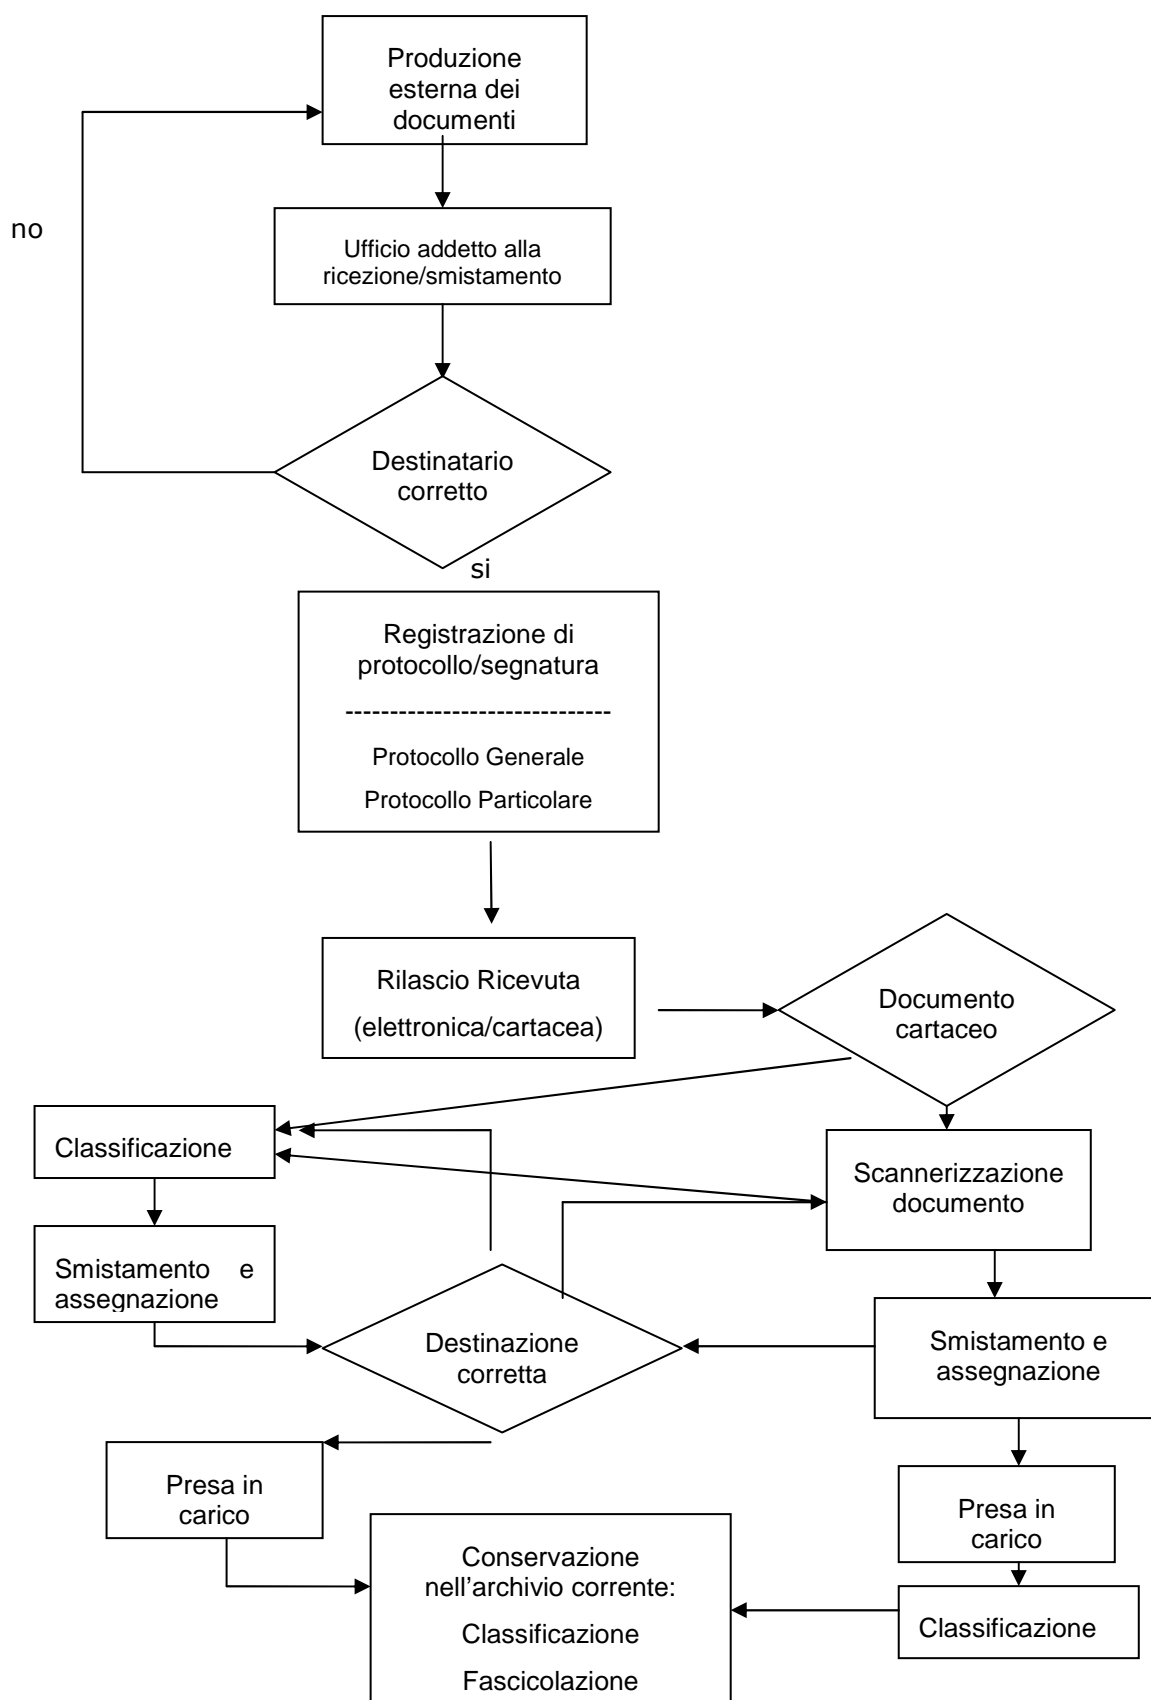 Produzione
esterna dei
documenti
no
Ufficio addetto alla
ricezione/smistamento
Destinatario
corretto
si
Registrazione di
protocollo/segnatura
------------------------------
Protocollo Generale
Protocollo Particolare
Rilascio Ricevuta
(elettronica/cartacea)
Documento
cartaceo
Classificazione
Scannerizzazione
documento
Smistamento e
assegnazione
Destinazione
corretta
Smistamento e
assegnazione
Presa in
carico
Presa in
carico
Conservazione
nell’archivio corrente:
Classificazione
Fascicolazione
Classificazione